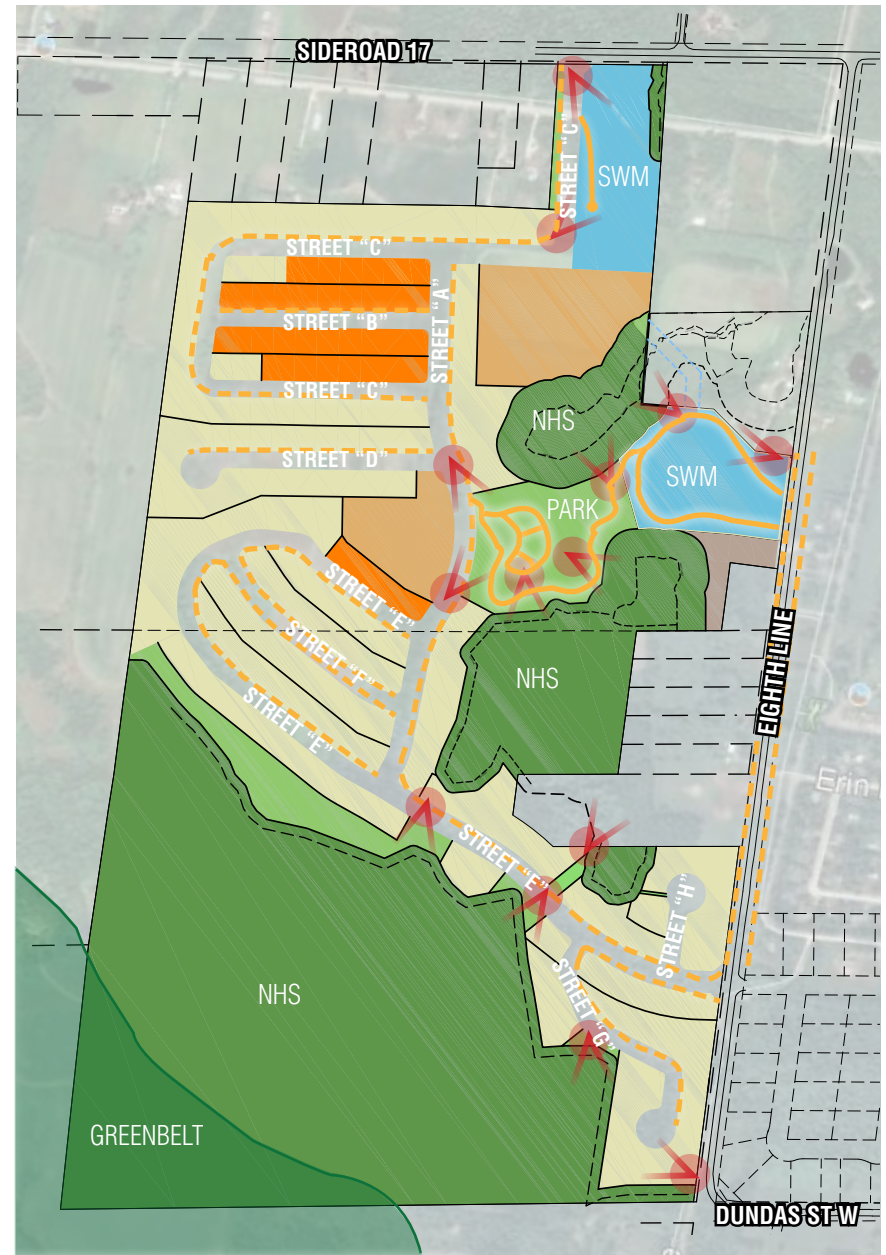 SIDEROAD 17
STREET "C"
SWM
STREET "C"
STREET "A"
STREET "B"
STREET "C"
NHS
STREET "D"
SWM
PARK
STREET "E"
STREET "F"
EIGHTH LINE
NHS
STREET "E"
Erin
STREET "E"
STREET "H"
STREET "G"
NHS
GREENBELT
DUNDAS ST W